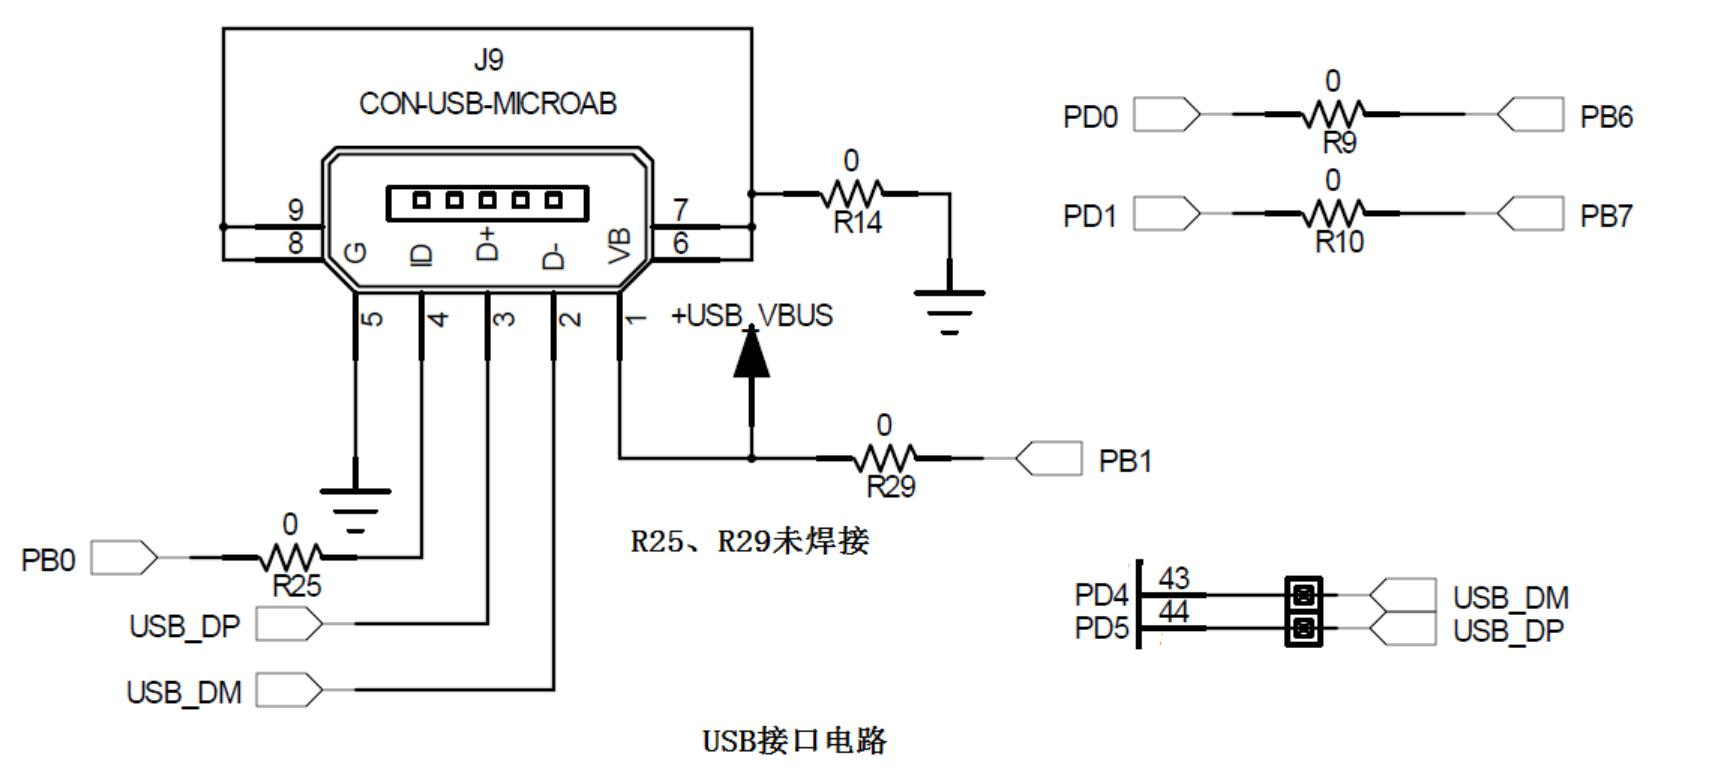 J9
CON-USB-MICROAB
9
8
7
6
G
ID
D+
D-
VB
5
4
3
2
1
0
R14
+USB_VBUS
0
R29
PB1
R25、R29未焊接
PB0
0
R25
USB_DP
USB_DM
PD0
0
R9
PB6
PD1
0
R10
PB7
PD4
43
USB_DM
PD5
44
USB_DP
USB接口电路